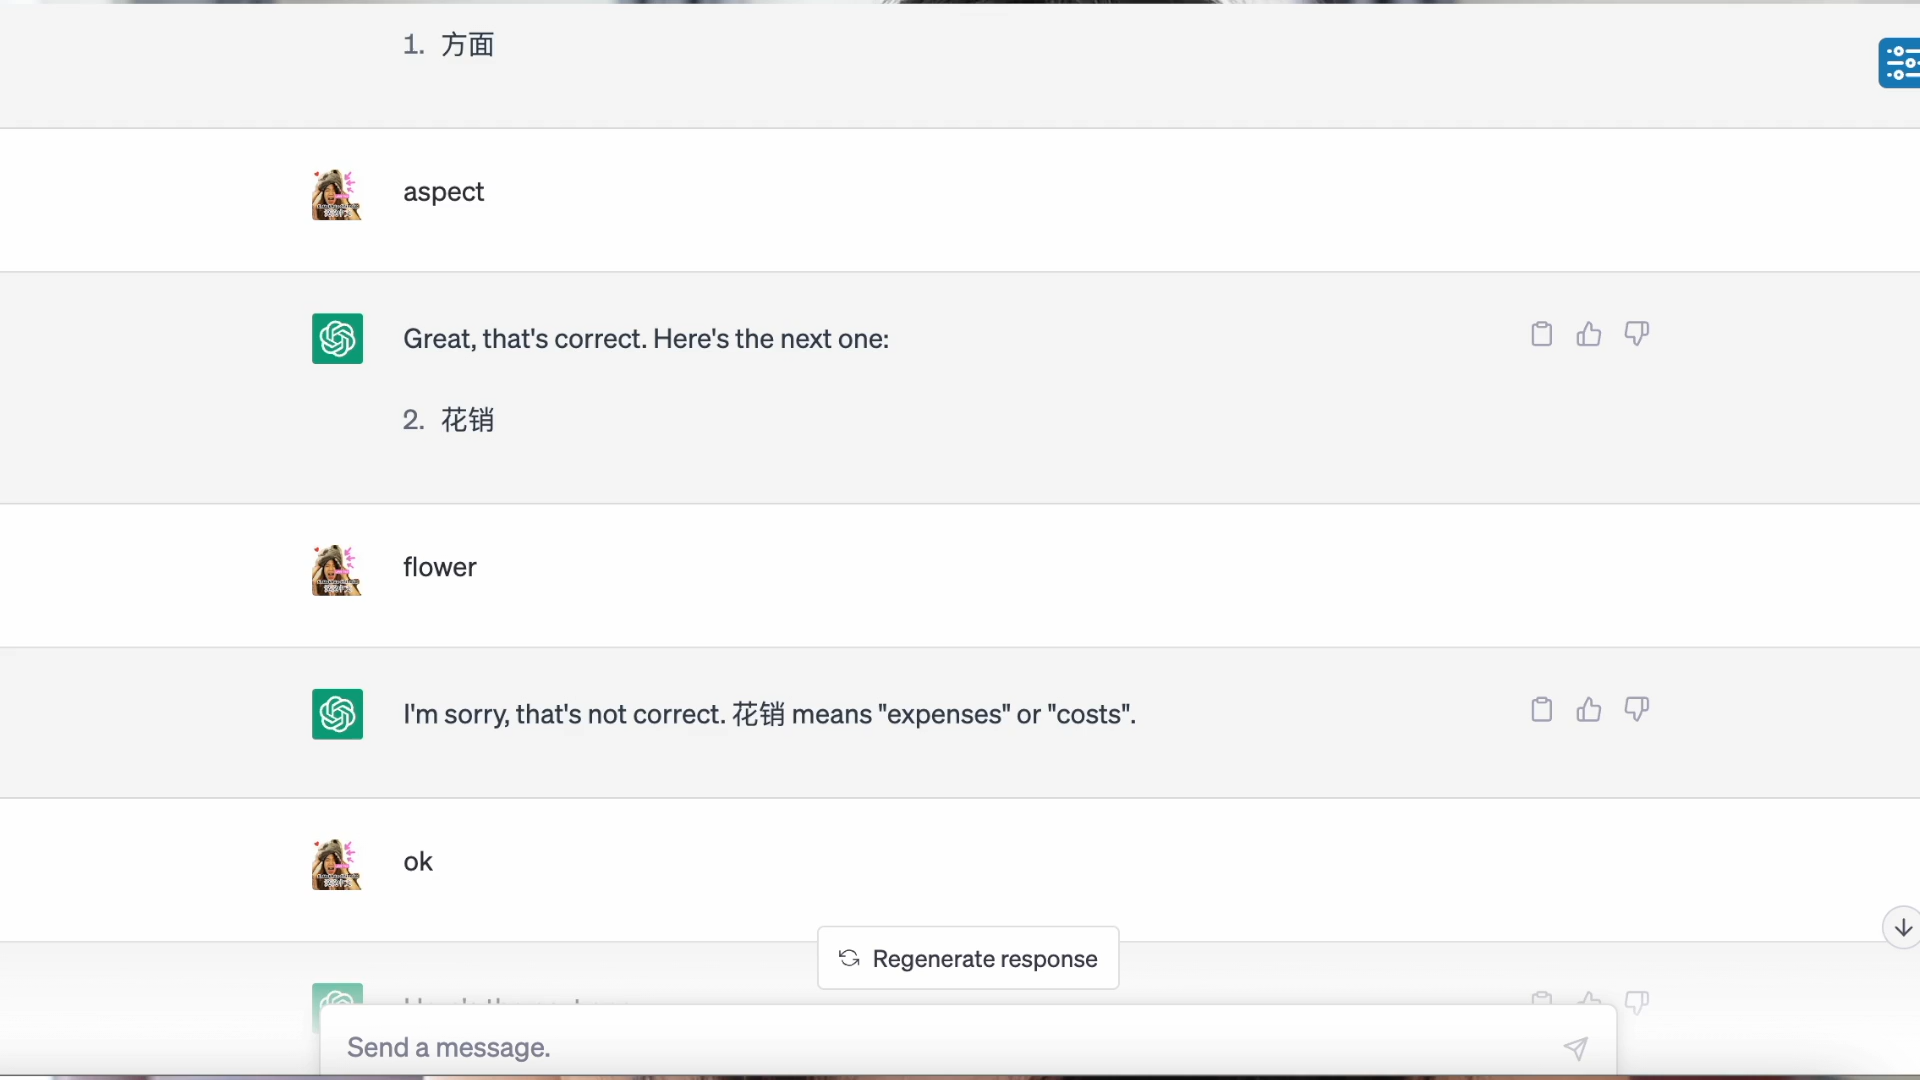 1. 方面
aspect
Great, that's correct. Here's the next one:
2. 花销
flower
I'm sorry, that's not correct. 花销 means "expenses" or "costs".
ok
Regenerate response
Send a message.